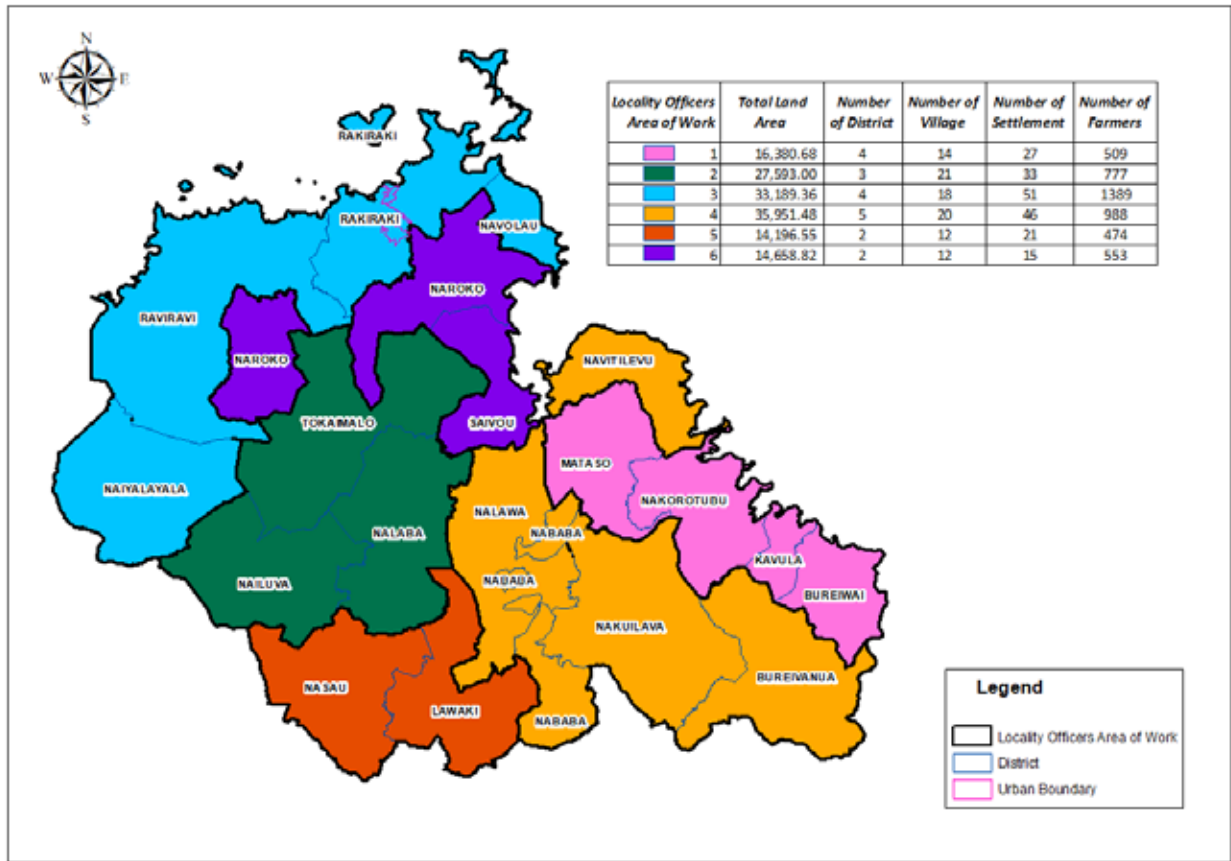 N
W E
S
Locality Officers Area of Work Total Land Area Number of District Number of Village Number of Settlement Number of Farmers
1 16,380.68 4 14 27 509
2 27,593.00 3 21 33 777
3 33,189.36 4 18 51 1389
4 35,951.48 5 20 46 988
5 14,196.55 2 12 21 474
6 14,658.82 2 12 15 553
RAKIRAKI
RAKIRAKI
NAVOLAU
NAROKO
RAVIRAVI
NAROKO
NAVITILEVU
TOKAIMALO
SAIVOU
MATASO
NAIYALAYALA
NAKOROTUBU
NALAWA
NABABA
NALABA
KAVULA
NABABA
NAILUVA
BUREIWAI
NAKUILAVA
BUREIVANUA
NASAU
LAWAKI
NABABA
Legend
Locality Officers Area of Work
District
Urban Boundary